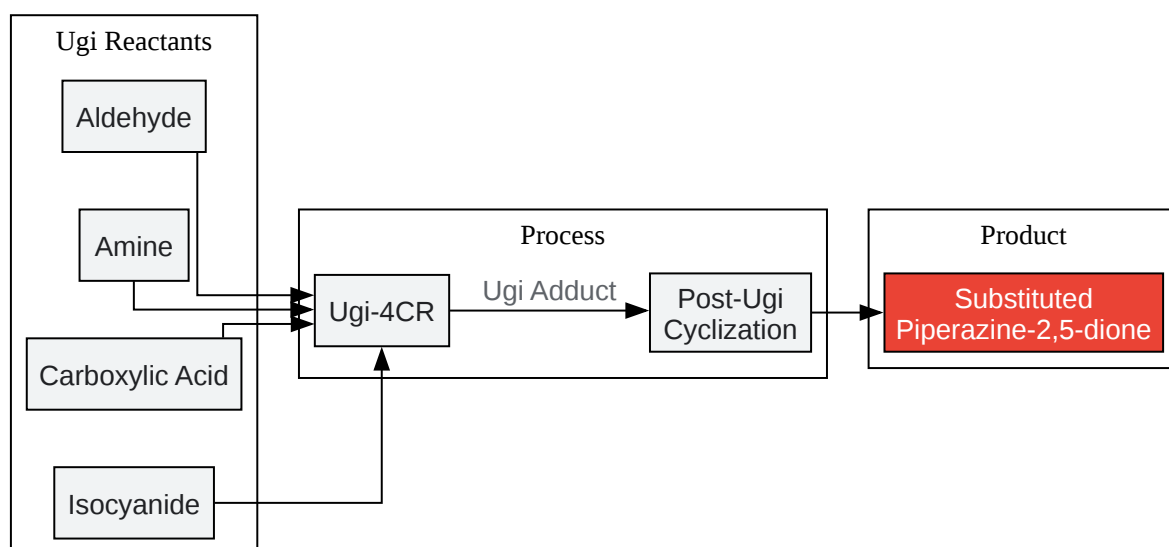 Ugi Reactants
Aldehyde
Amine
Carboxylic Acid
Isocyanide
Process
Ugi-4CR
Ugi Adduct
Post-Ugi
Cyclization
Product
Substituted
Piperazine-2,5-dione